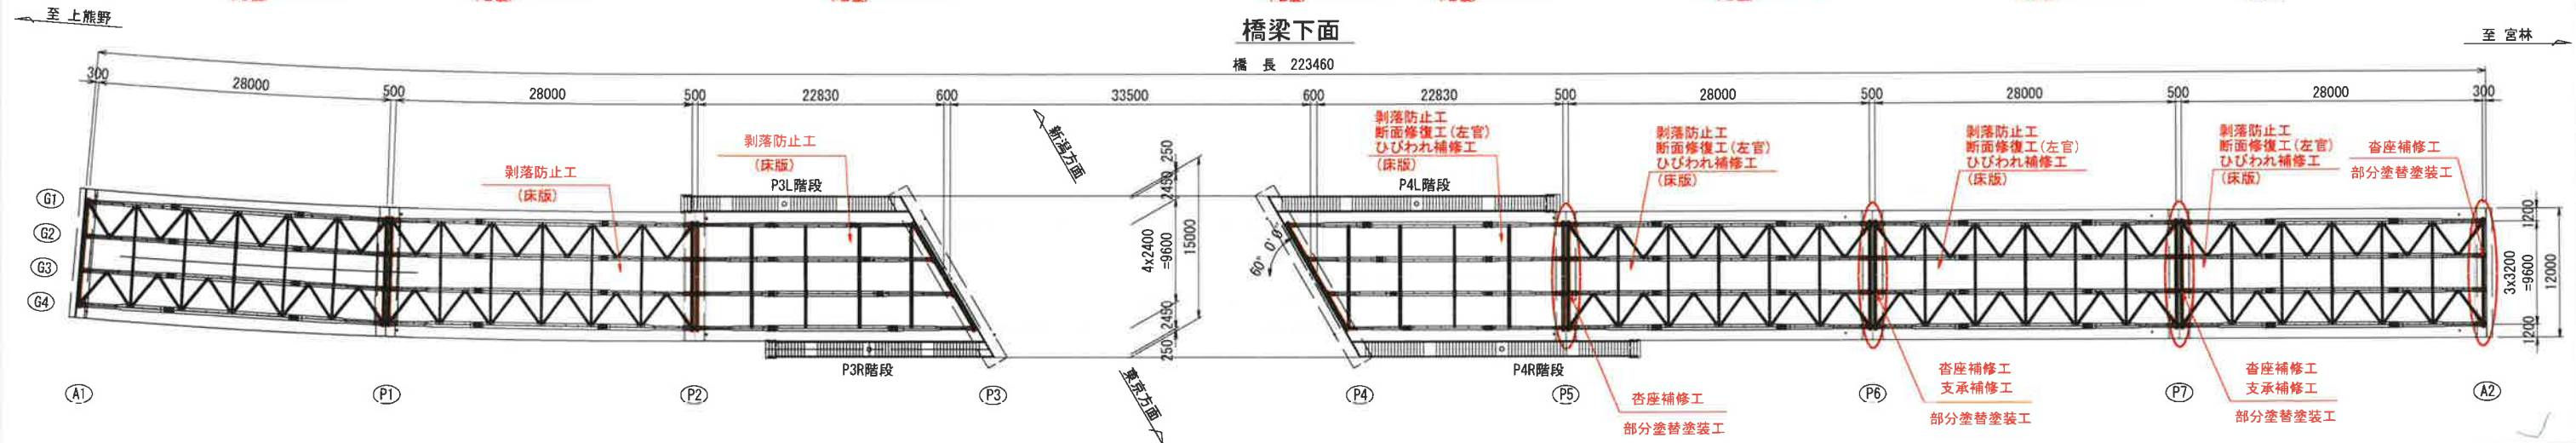 至 上熊野
橋梁下面
至 宮林
橋 長 223460
300
28000
500
28000
500
22830
600
33500
600
22830
500
28000
500
28000
500
28000
300
新潟方面
剥落防止工
(床版)
剥落防止工
(床版)
剥落防止工
断面修復工(左官)
ひびわれ補修工
(床版)
剥落防止工
断面修復工(左官)
ひびわれ補修工
(床版)
剥落防止工
断面修復工(左官)
ひびわれ補修工
(床版)
剥落防止工
断面修復工(左官)
ひびわれ補修工
(床版)
沓座補修工
部分塗替塗装工
P3L階段
P4L階段
G1
G2
G3
G4
250
2450
4x2400
=9600
15000
2450
250
60° 0' 0"
1200
3x3200
=9600
12000
1200
P3R階段
P4R階段
東京方面
A1
P1
P2
P3
P4
P5
P6
P7
A2
沓座補修工
部分塗替塗装工
沓座補修工
支承補修工
部分塗替塗装工
沓座補修工
支承補修工
部分塗替塗装工